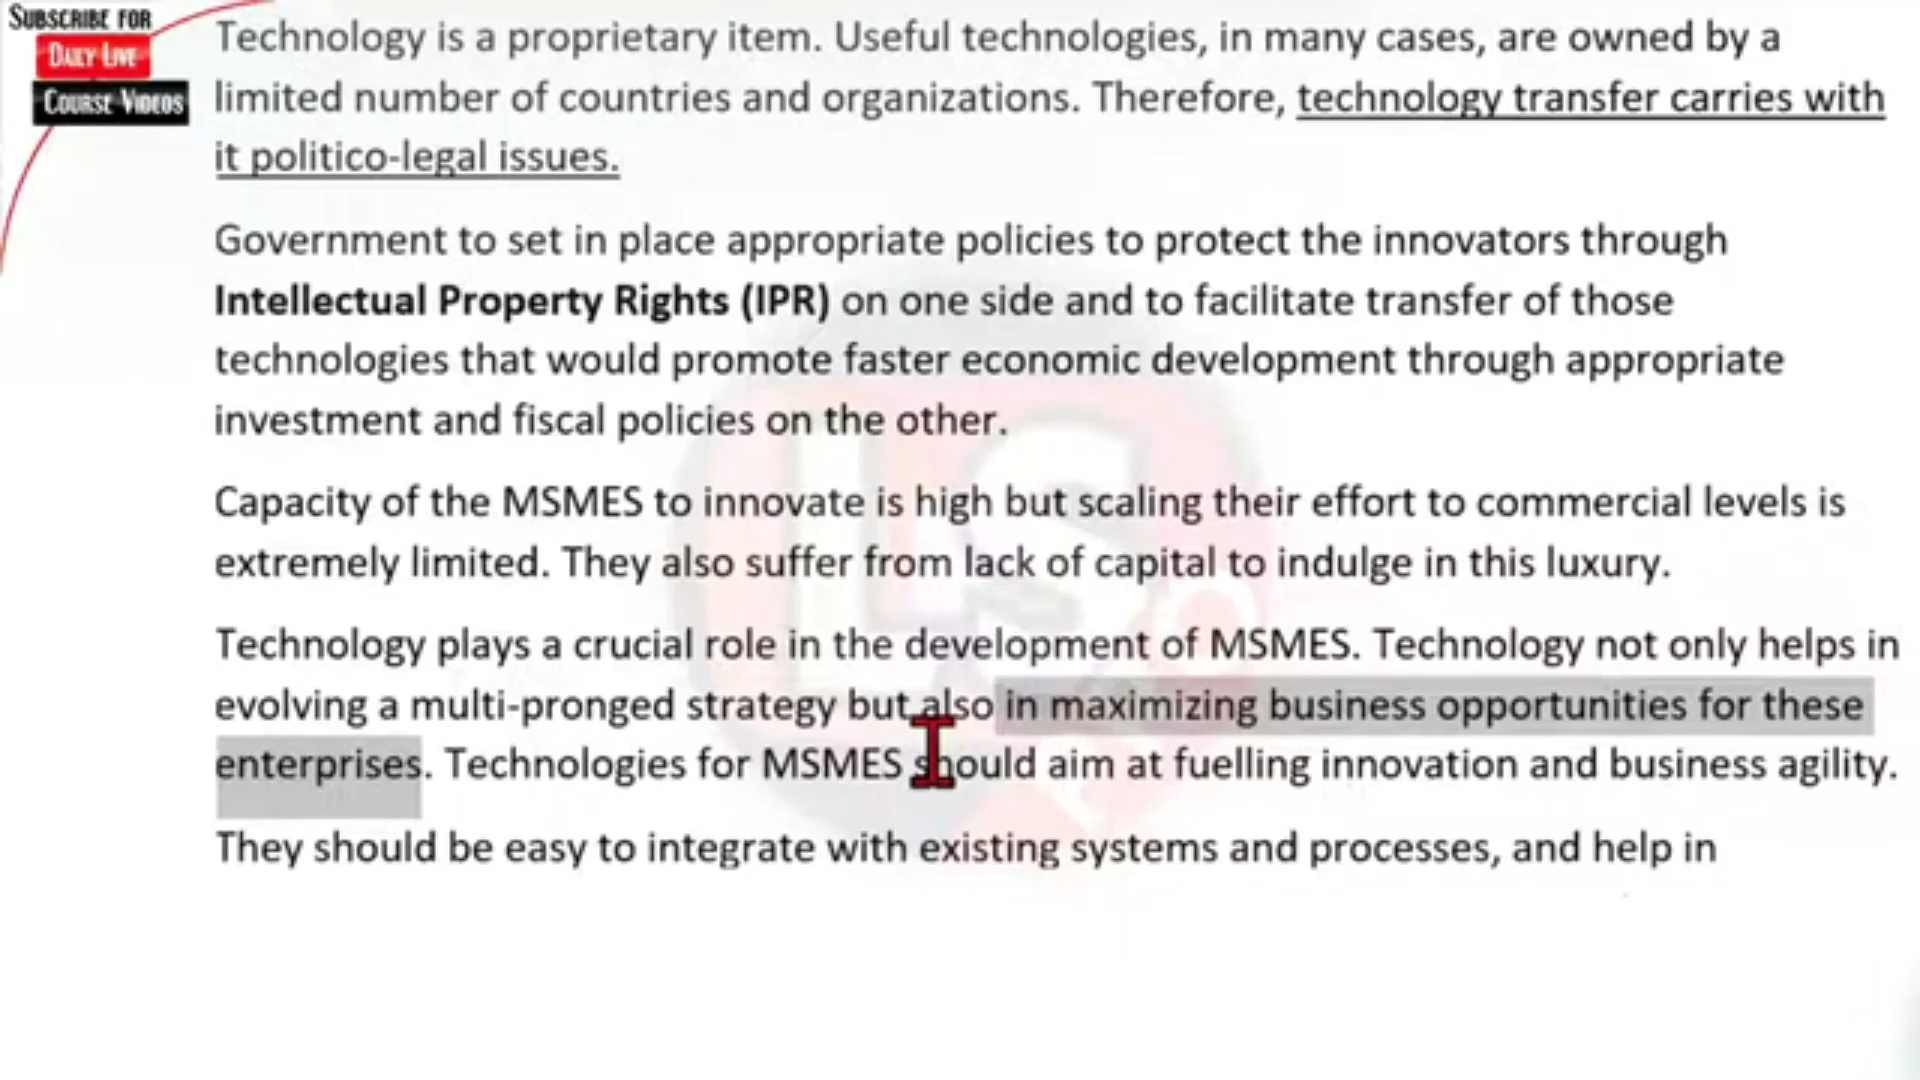 SUBSCRIBE FOR
DAILY LIVE
COURSE VIDEOS
Technology is a proprietary item. Useful technologies, in many cases, are owned by a
limited number of countries and organizations. Therefore, technology transfer carries with
it politico-legal issues.
Government to set in place appropriate policies to protect the innovators through
Intellectual Property Rights (IPR) on one side and to facilitate transfer of those
technologies that would promote faster economic development through appropriate
investment and fiscal policies on the other.
Capacity of the MSMES to innovate is high but scaling their effort to commercial levels is
extremely limited. They also suffer from lack of capital to indulge in this luxury.
Technology plays a crucial role in the development of MSMES. Technology not only helps in
evolving a multi-pronged strategy but also in maximizing business opportunities for these
enterprises. Technologies for MSMES should aim at fuelling innovation and business agility.
They should be easy to integrate with existing systems and processes, and help in